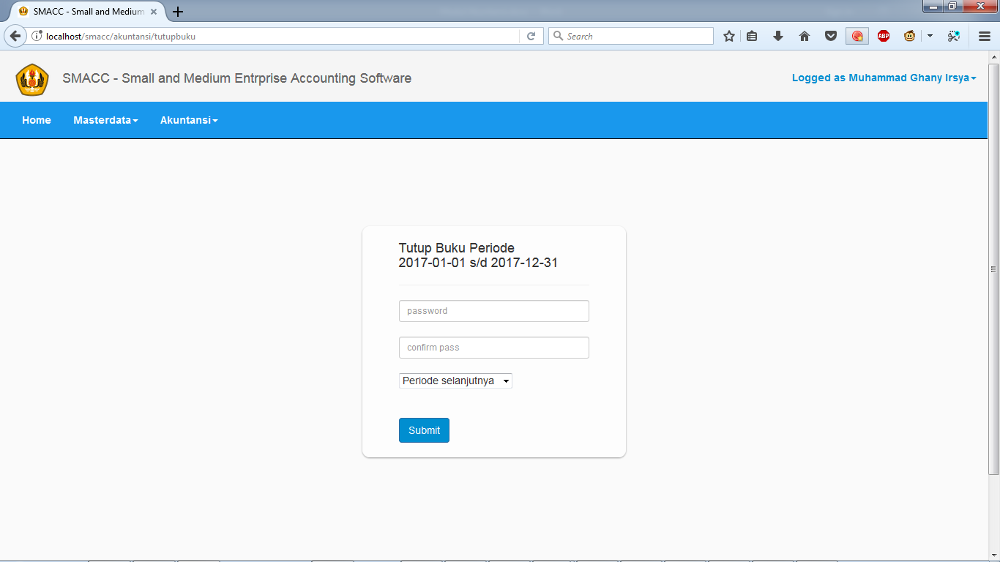 SMACC - Small and Medium
localhost/smacc/akuntansi/tutupbuku
Search
ABP
SMACC - Small and Medium Entrprise Accounting Software
Logged as Muhammad Ghany Irsya
Home
Masterdata
Akuntansi
Tutup Buku Periode
2017-01-01 s/d 2017-12-31
password
confirm pass
Periode selanjutnya
Submit